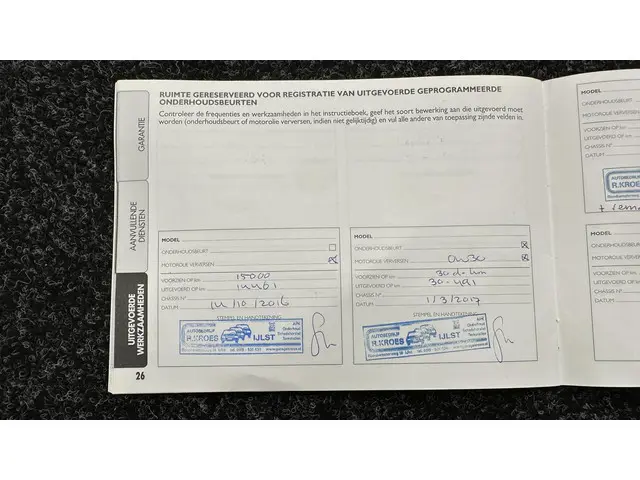 RUIMTE GERESERVEERD VOOR REGISTRATIE VAN UITGEVOERDE GEPROGRAMMEERDE
ONDERHOUDSBEURTEN
Controleer de frequenties en werkzaamheden in het instructieboek, geef het soort bewerking aan die uitgevoerd moet
worden (onderhoudsbeurt of motorolie verversen, indien niet gelijktijdig) en vul alle andere van toepassing zijnde velden in.
GARANTIE
AANVULLENDE
DIENSTEN
UITGEVOERDE
WERKZAAMHEDEN
MODEL
ONDERHOUDSBEURT
MOTOROLIE VERVERSEN
VOORZIEN OP km 15000
UITGEVOERD OP km 14461
CHASSIS N°
DATUM 14/10/2016
STEMPEL EN HANDTEKENING
AUTOBEDRIJF
R.KROES IJLST
MODEL
ONDERHOUDSBEURT
MOTOROLIE VERVERSEN 0W30
VOORZIEN OP km 30
UITGEVOERD OP km 30.491
CHASSIS N°
DATUM 1/3/2017
STEMPEL EN HANDTEKENING
AUTOBEDRIJF
R.KROES IJLST
26
MODEL
ONDERHOUDSBEURT
MOTOROLIE VERVERSEN
VOORZIEN OP km
UITGEVOERD OP km
CHASSIS N°
DATUM
R.KROES
MODEL
ONDERHOUDSBEURT
MOTOROLIE VERVERSEN
VOORZIEN OP km
UITGEVOERD OP km
CHASSIS N°
DATUM